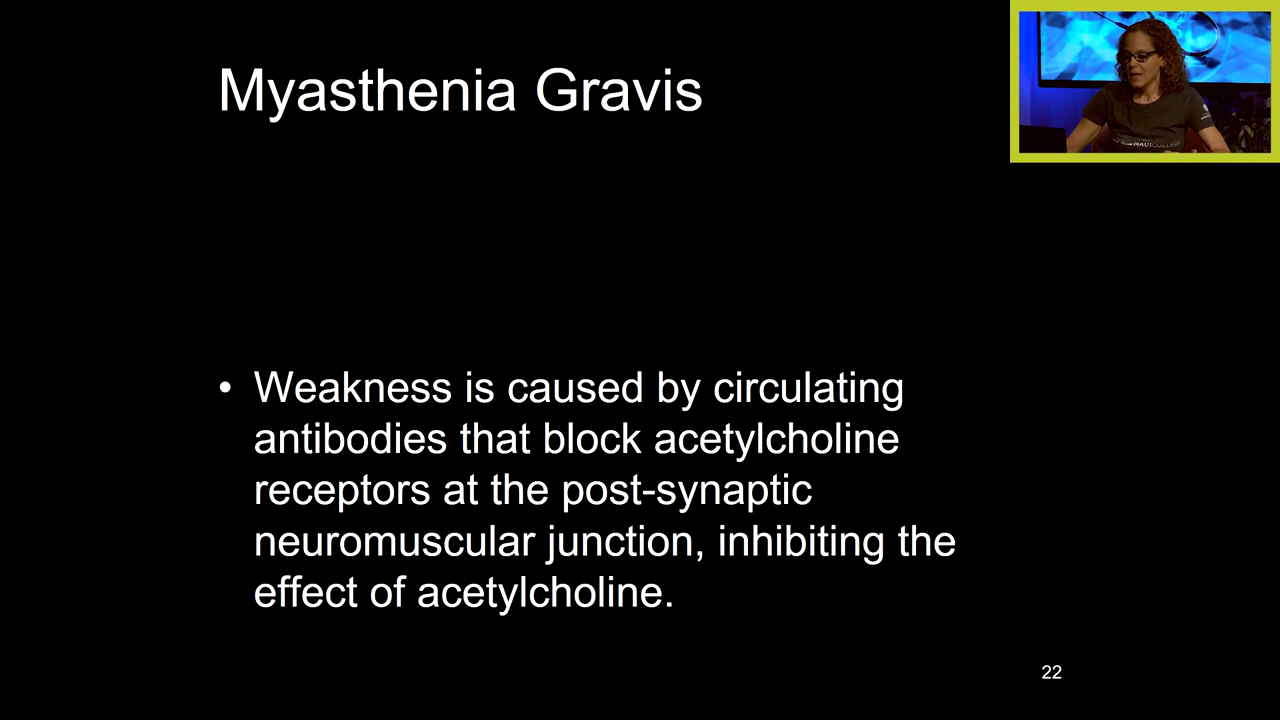 Myasthenia Gravis
• Weakness is caused by circulating
antibodies that block acetylcholine
receptors at the post-synaptic
neuromuscular junction, inhibiting the
effect of acetylcholine.
22